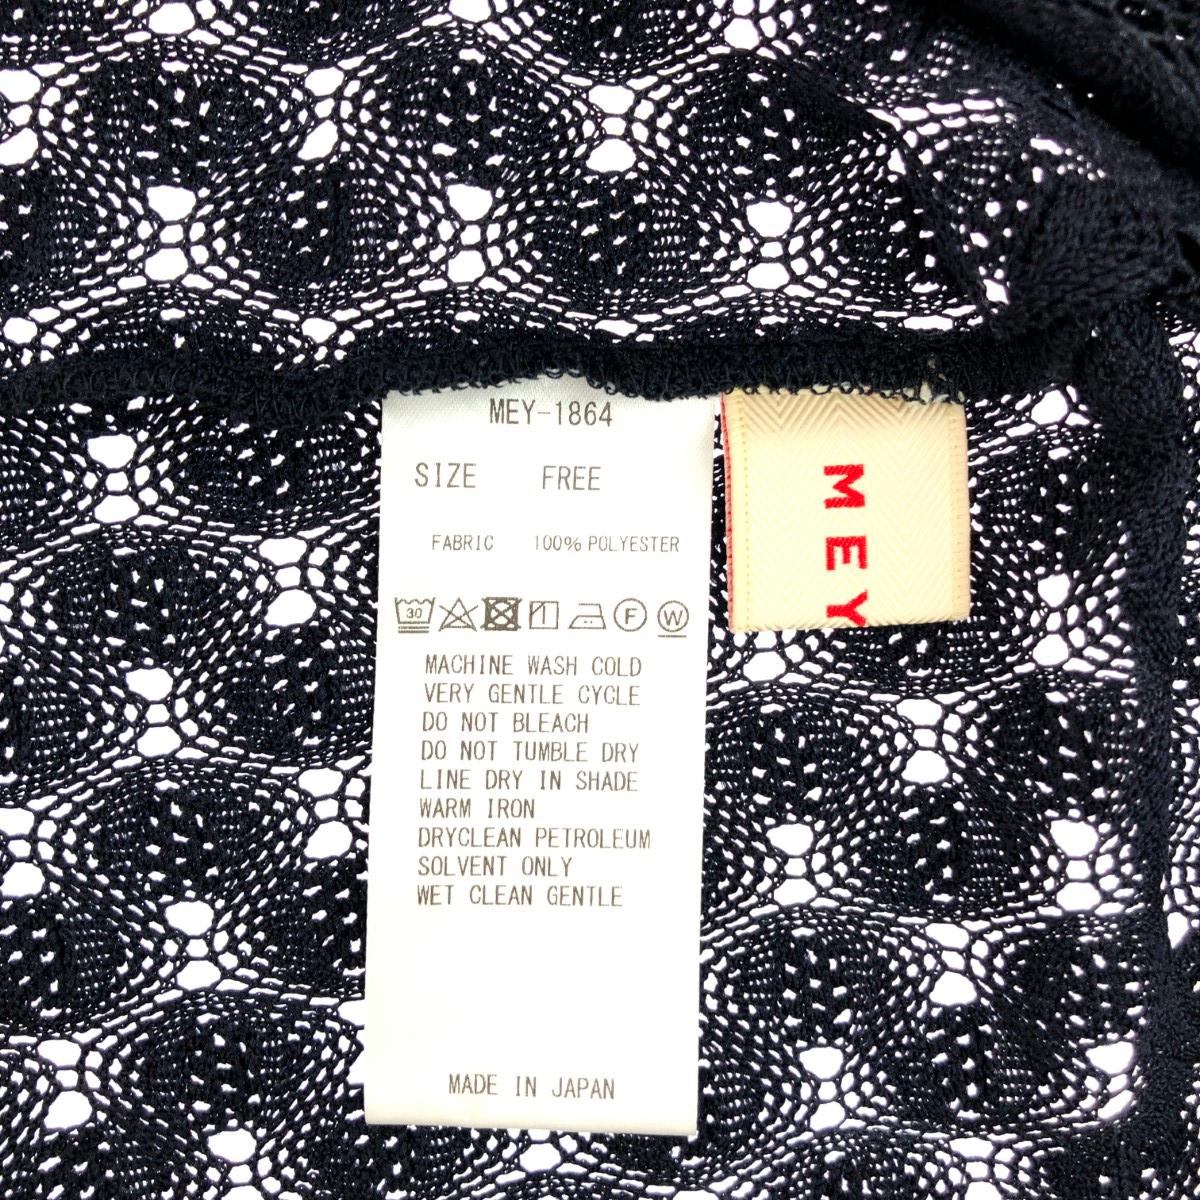 MEY-1864
SIZE FREE
FABRIC 100% POLYESTER
30 F W
MACHINE WASH COLD
VERY GENTLE CYCLE
DO NOT BLEACH
DO NOT TUMBLE DRY
LINE DRY IN SHADE
WARM IRON
DRYCLEAN PETROLEUM
SOLVENT ONLY
WET CLEAN GENTLE
MADE IN JAPAN
MEY